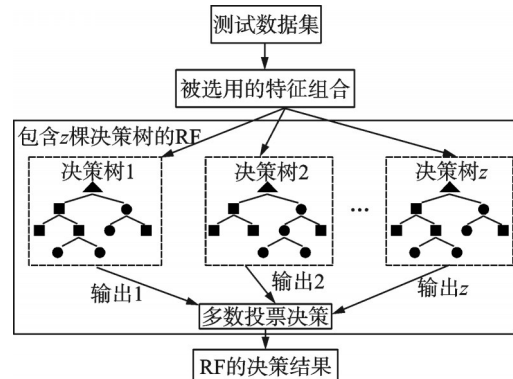 测试数据集
被选用的特征组合
包含z棵决策树的RF
决策树1
决策树2
决策树z
...
输出1
输出2
输出z
多数投票决策
RF的决策结果